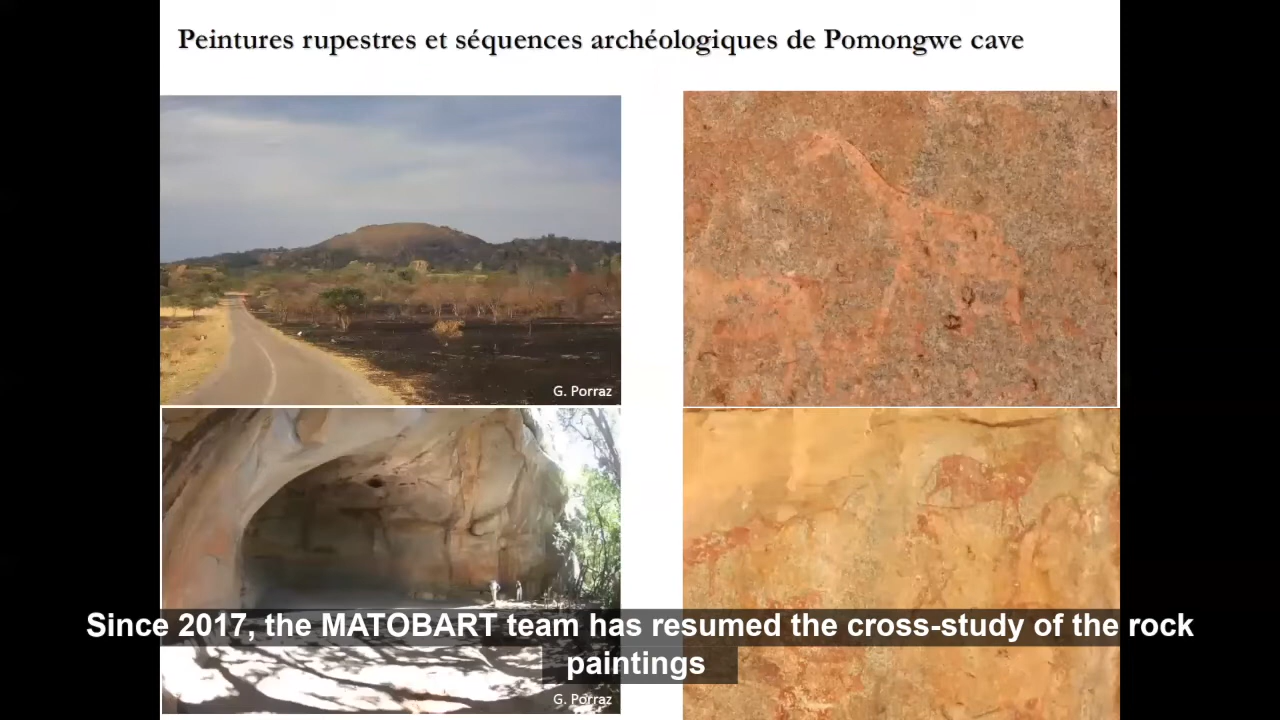 Peintures rupestres et séquences archéologiques de Pomongwe cave
G. Porraz
Since 2017, the MATOBART team has resumed the cross-study of the rock
paintings
G. Porraz